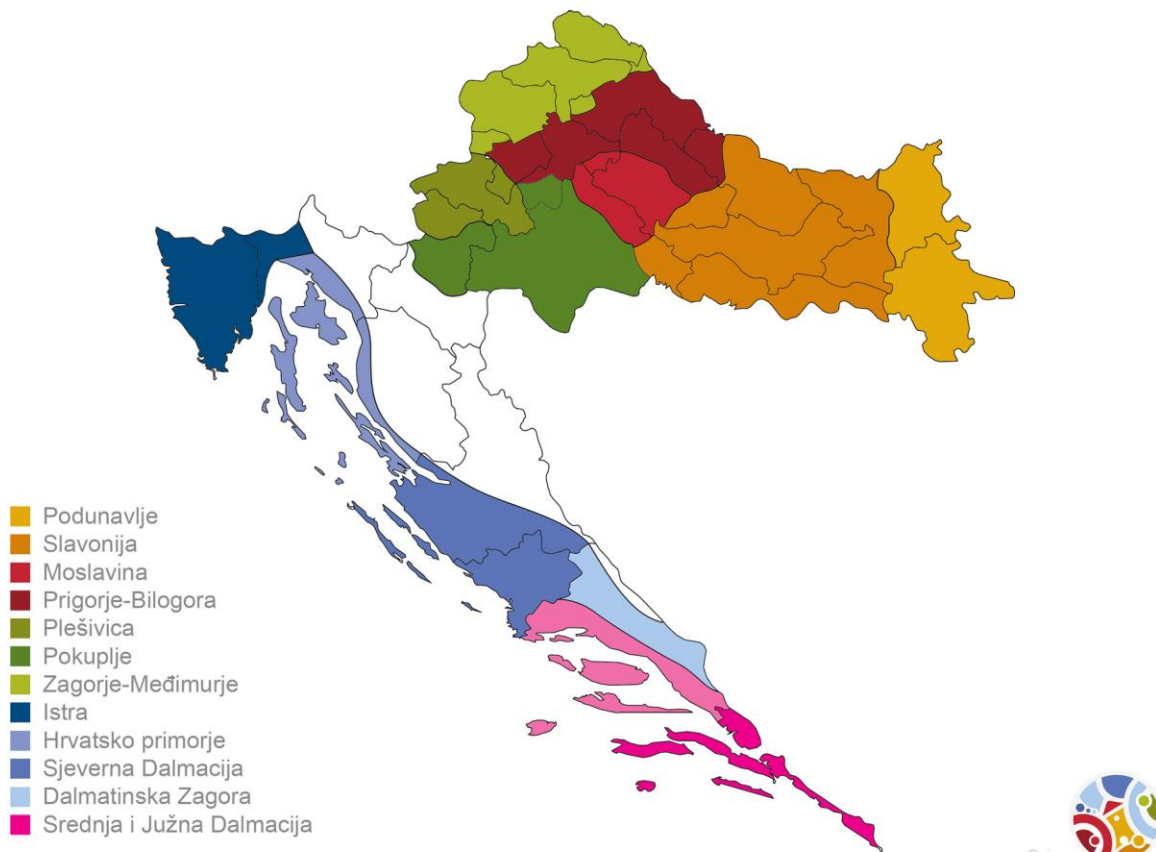 Podunavlje
Slavonija
Moslavina
Prigorje-Bilogora
Plešivica
Pokuplje
Zagorje-Međimurje
Istra
Hrvatsko primorje
Sjeverna Dalmacija
Dalmatinska Zagora
Srednja i Južna Dalmacija